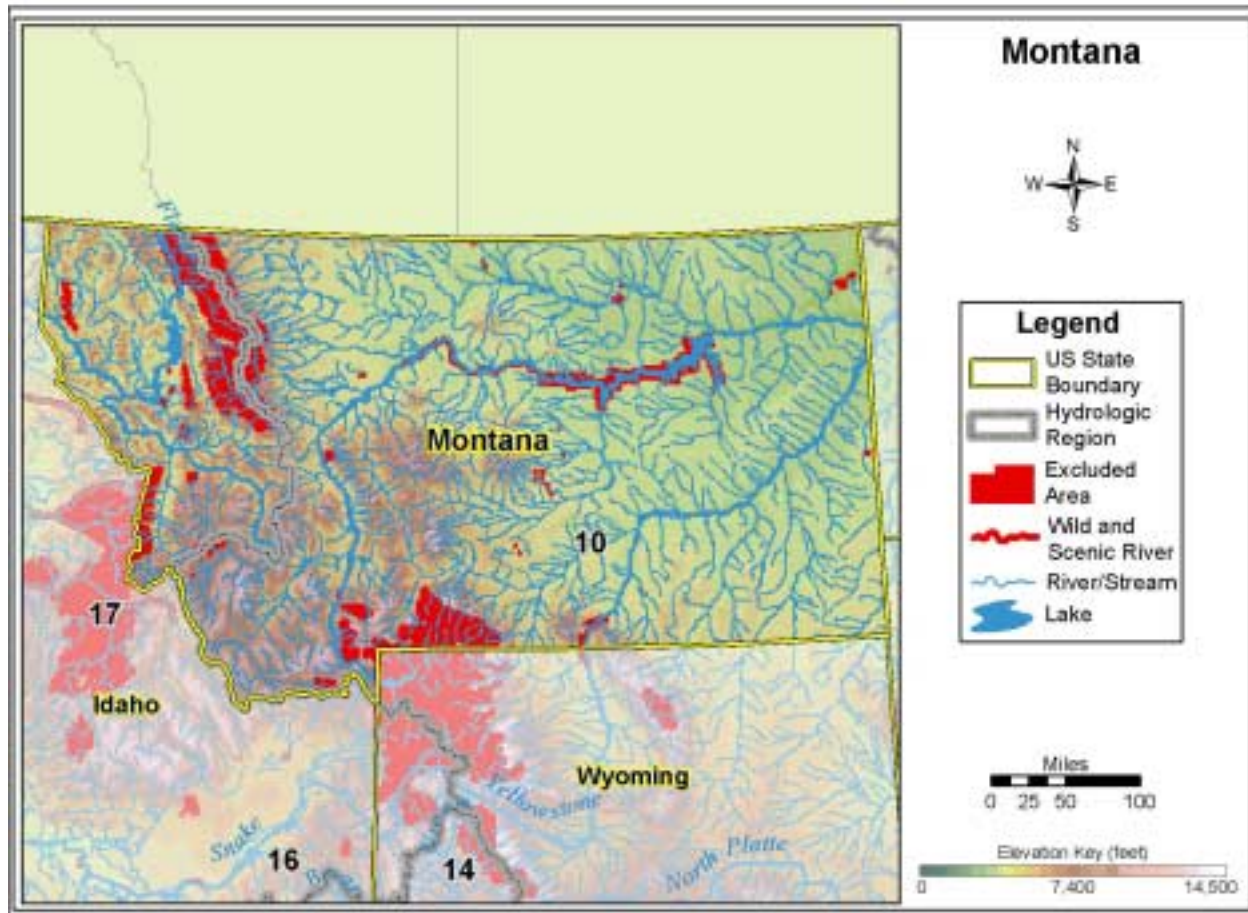 Montana
N
W E
S
Legend
US State
Boundary
Hydrologic
Region
Excluded
Area
Wild and
Scenic River
River/Stream
Lake
Miles
0 25 50 100
Elevation Key (feet)
0 7,400 14,500
Montana
10
17
Idaho
Wyoming
Yellowstone
Snake
16
14
North Platte